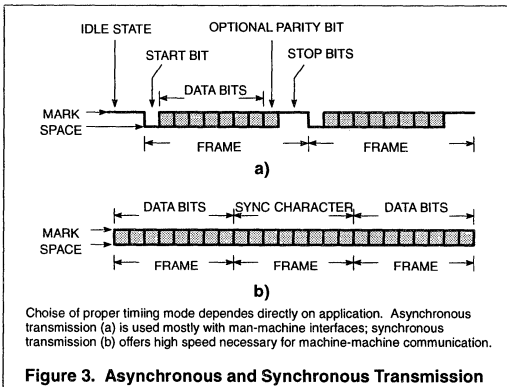 IDLE STATE
OPTIONAL PARITY BIT
START BIT
STOP BITS
DATA BITS
MARK
SPACE
FRAME
FRAME
a)
DATA BITS
SYNC CHARACTER
DATA BITS
MARK
SPACE
FRAME
FRAME
FRAME
b)
Choise of proper timiing mode dependes directly on application. Asynchronous
transmission (a) is used mostly with man-machine interfaces; synchronous
transmission (b) offers high speed necessary for machine-machine communication.
Figure 3. Asynchronous and Synchronous Transmission